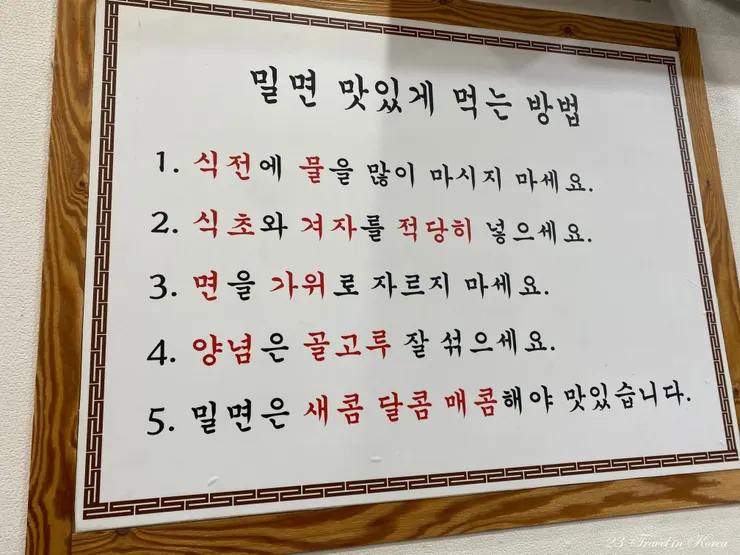 밀면 맛있게 먹는 방법
1. 식전에 물을 많이 마시지 마세요.
2. 식초와 겨자를 적당히 넣으세요.
3. 면을 가위로 자르지 마세요.
4. 양념은 골고루 잘 섞으세요.
5. 밀면은 새콤 달콤 매콤해야 맛있습니다.
23 Travel in Korea